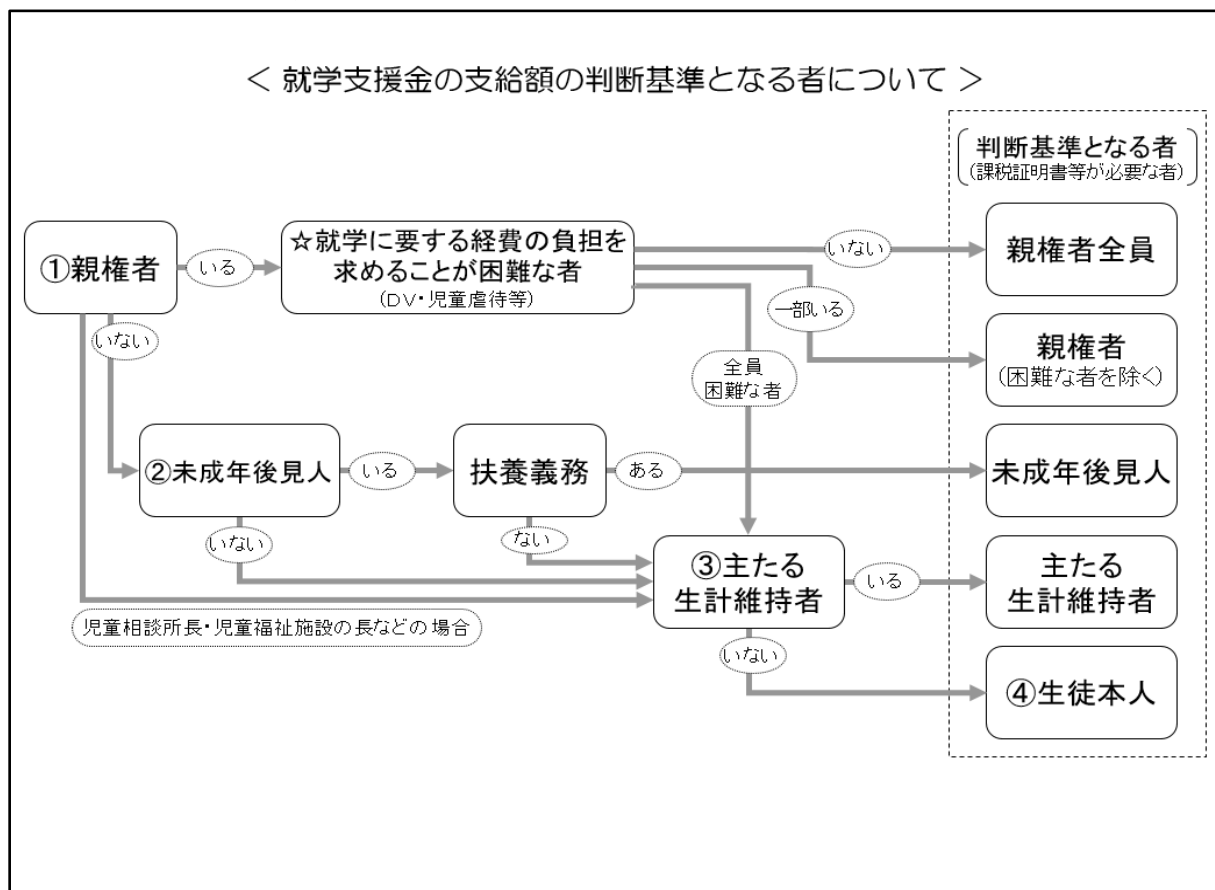 ＜ 就学支援金の支給額の判断基準となる者について ＞
判断基準となる者
（課税証明書等が必要な者）
①親権者
いる
☆就学に要する経費の負担を
求めることが困難な者
（DV・児童虐待等）
いない
親権者全員
一部いる
親権者
（困難な者を除く）
いない
全員
困難な者
②未成年後見人
いる
扶養義務
ある
未成年後見人
いない
ない
③主たる
生計維持者
いる
主たる
生計維持者
児童相談所長・児童福祉施設の長などの場合
いない
④生徒本人